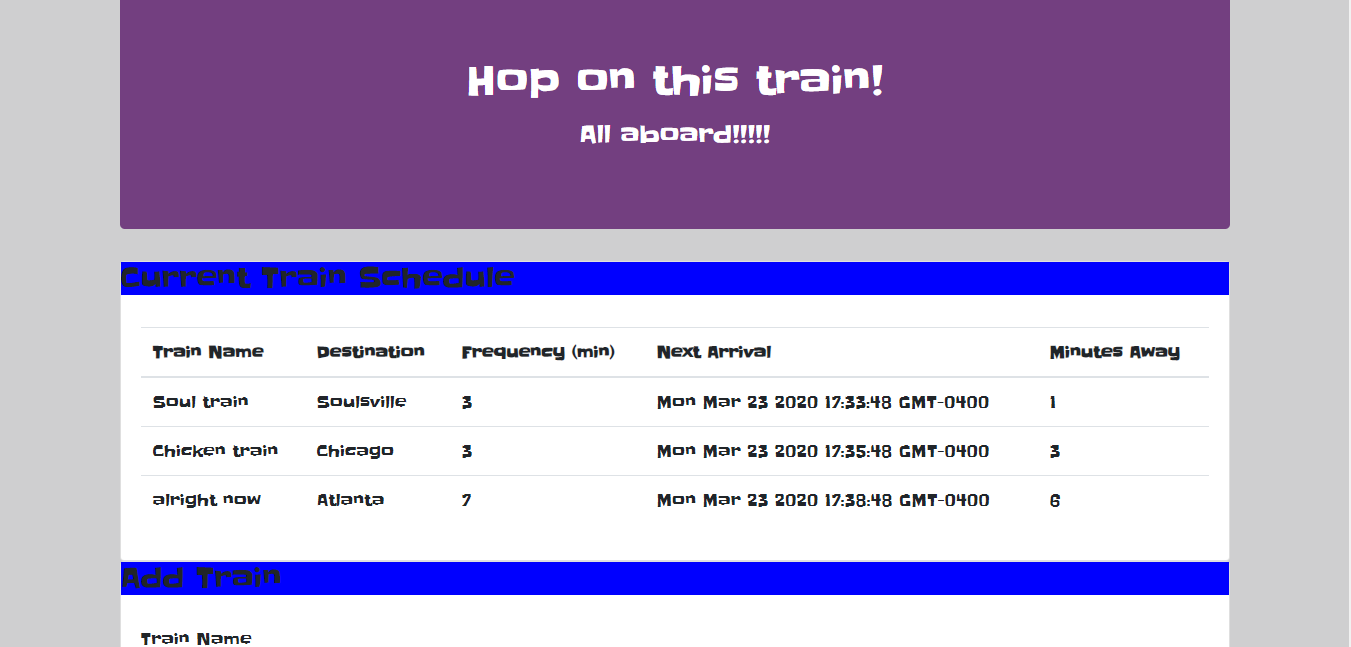 Hop on this train!
All aboard!!!!!
Current Train Schedule
Train Name Destination Frequency (min) Next Arrival Minutes Away
Soul train Soulsville 3 Mon Mar 23 2020 17:33:48 GMT-0400 1
Chicken train Chicago 3 Mon Mar 23 2020 17:35:48 GMT-0400 3
alright now Atlanta 7 Mon Mar 23 2020 17:38:48 GMT-0400 6
Add Train
Train Name